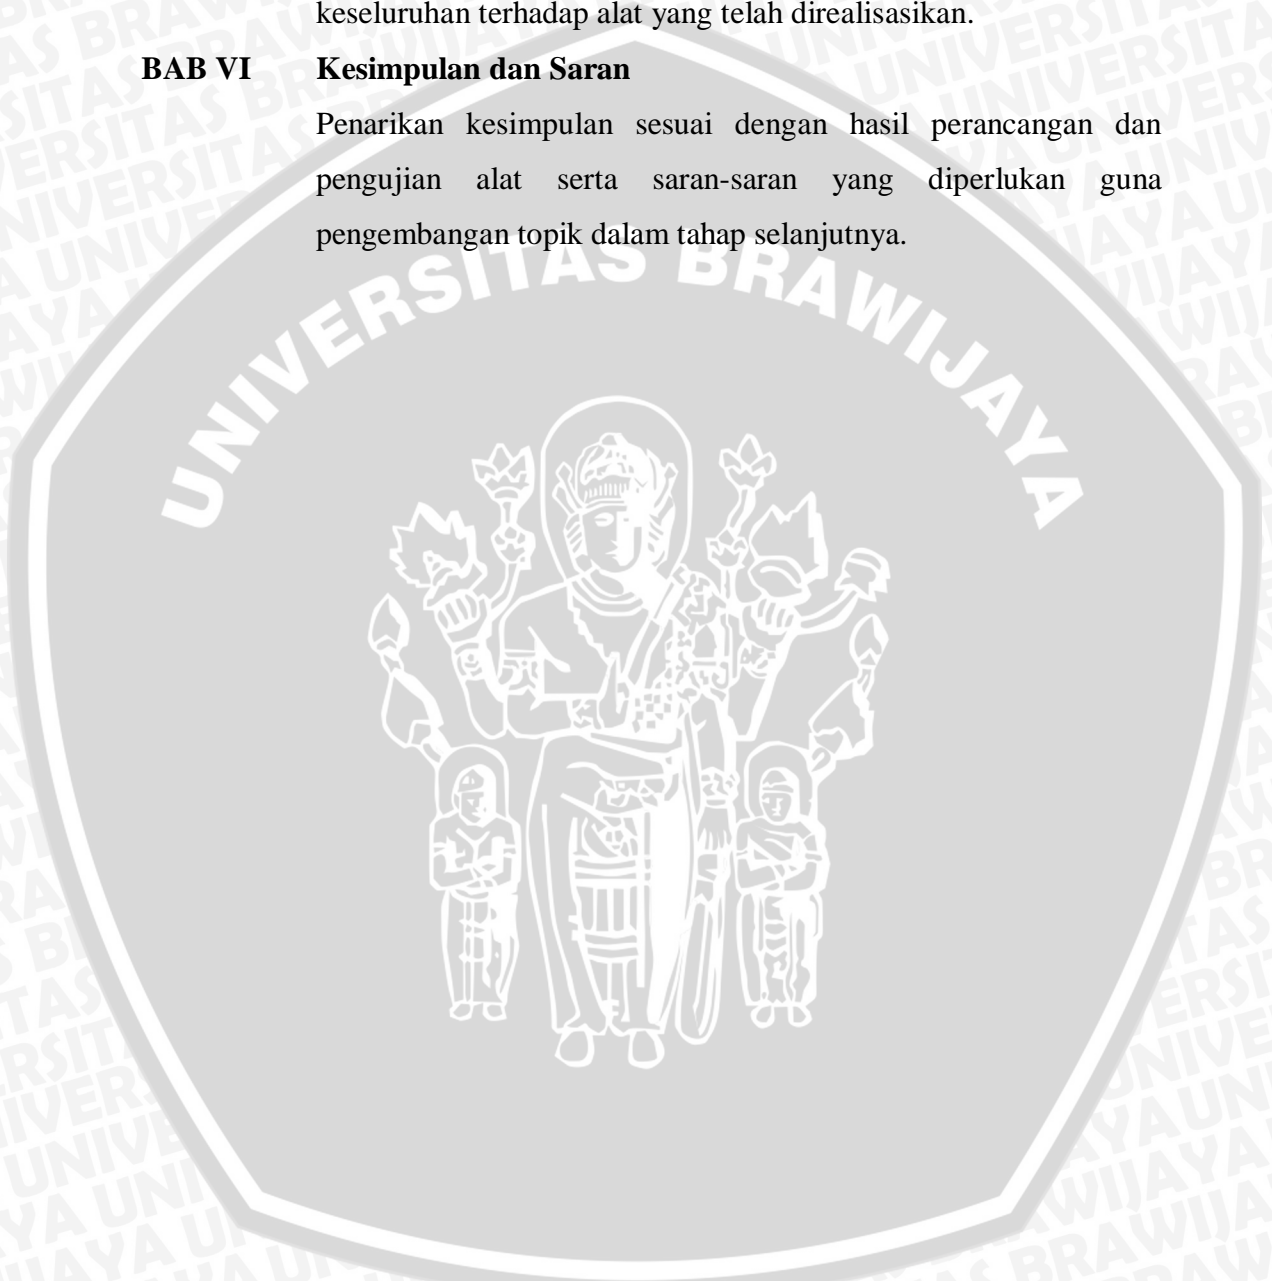 keseluruhan terhadap alat yang telah direalisasikan.
BAB VI Kesimpulan dan Saran
Penarikan kesimpulan sesuai dengan hasil perancangan dan
pengujian alat serta saran-saran yang diperlukan guna
pengembangan topik dalam tahap selanjutnya.
UNIVERSITAS BRAWIJAYA